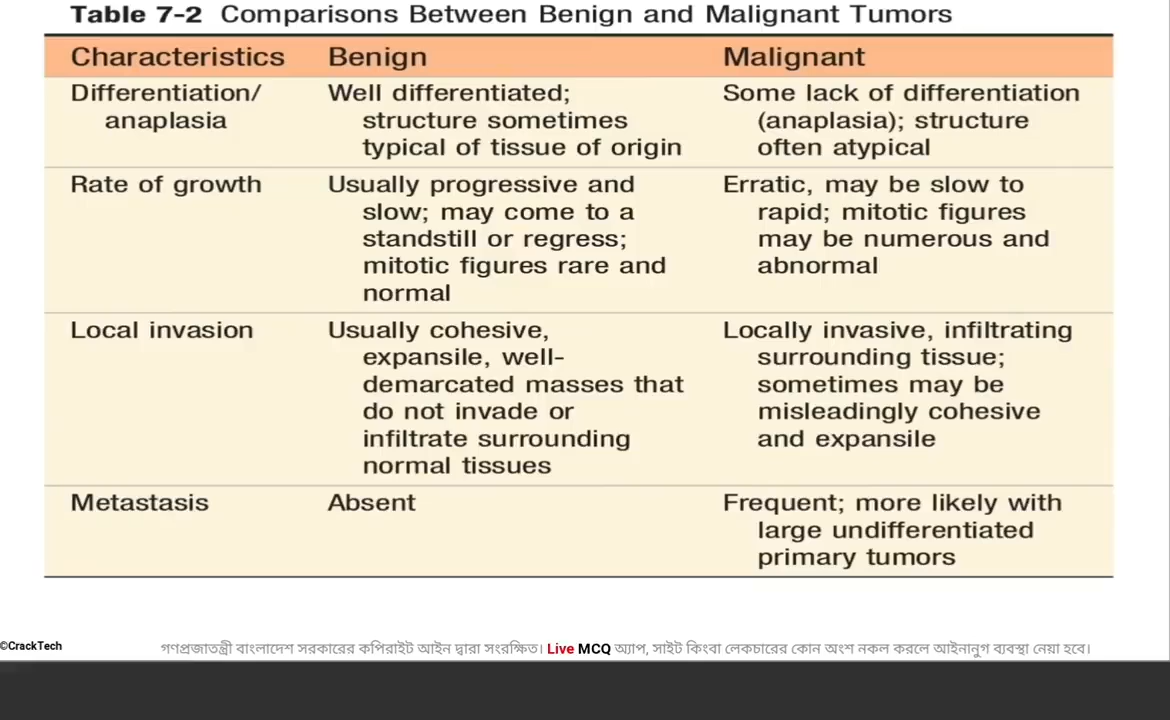 Table 7-2 Comparisons Between Benign and Malignant Tumors
Characteristics Benign Malignant
Differentiation/ Well differentiated; Some lack of differentiation
anaplasia structure sometimes (anaplasia); structure
typical of tissue of origin often atypical
Rate of growth Usually progressive and Erratic, may be slow to
slow; may come to a rapid; mitotic figures
standstill or regress; may be numerous and
mitotic figures rare and abnormal
normal
Local invasion Usually cohesive, Locally invasive, infiltrating
expansile, well- surrounding tissue;
demarcated masses that sometimes may be
do not invade or misleadingly cohesive
infiltrate surrounding and expansile
normal tissues
Metastasis Absent Frequent; more likely with
large undifferentiated
primary tumors
©CrackTech গণপ্রজাতন্ত্রী বাংলাদেশ সরকারের কপিরাইট আইন দ্বারা সংরক্ষিত। Live MCQ অ্যাপ, সাইট কিংবা লেকচারের কোন অংশ নকল করলে আইনানুগ ব্যবস্থা নেয়া হবে।